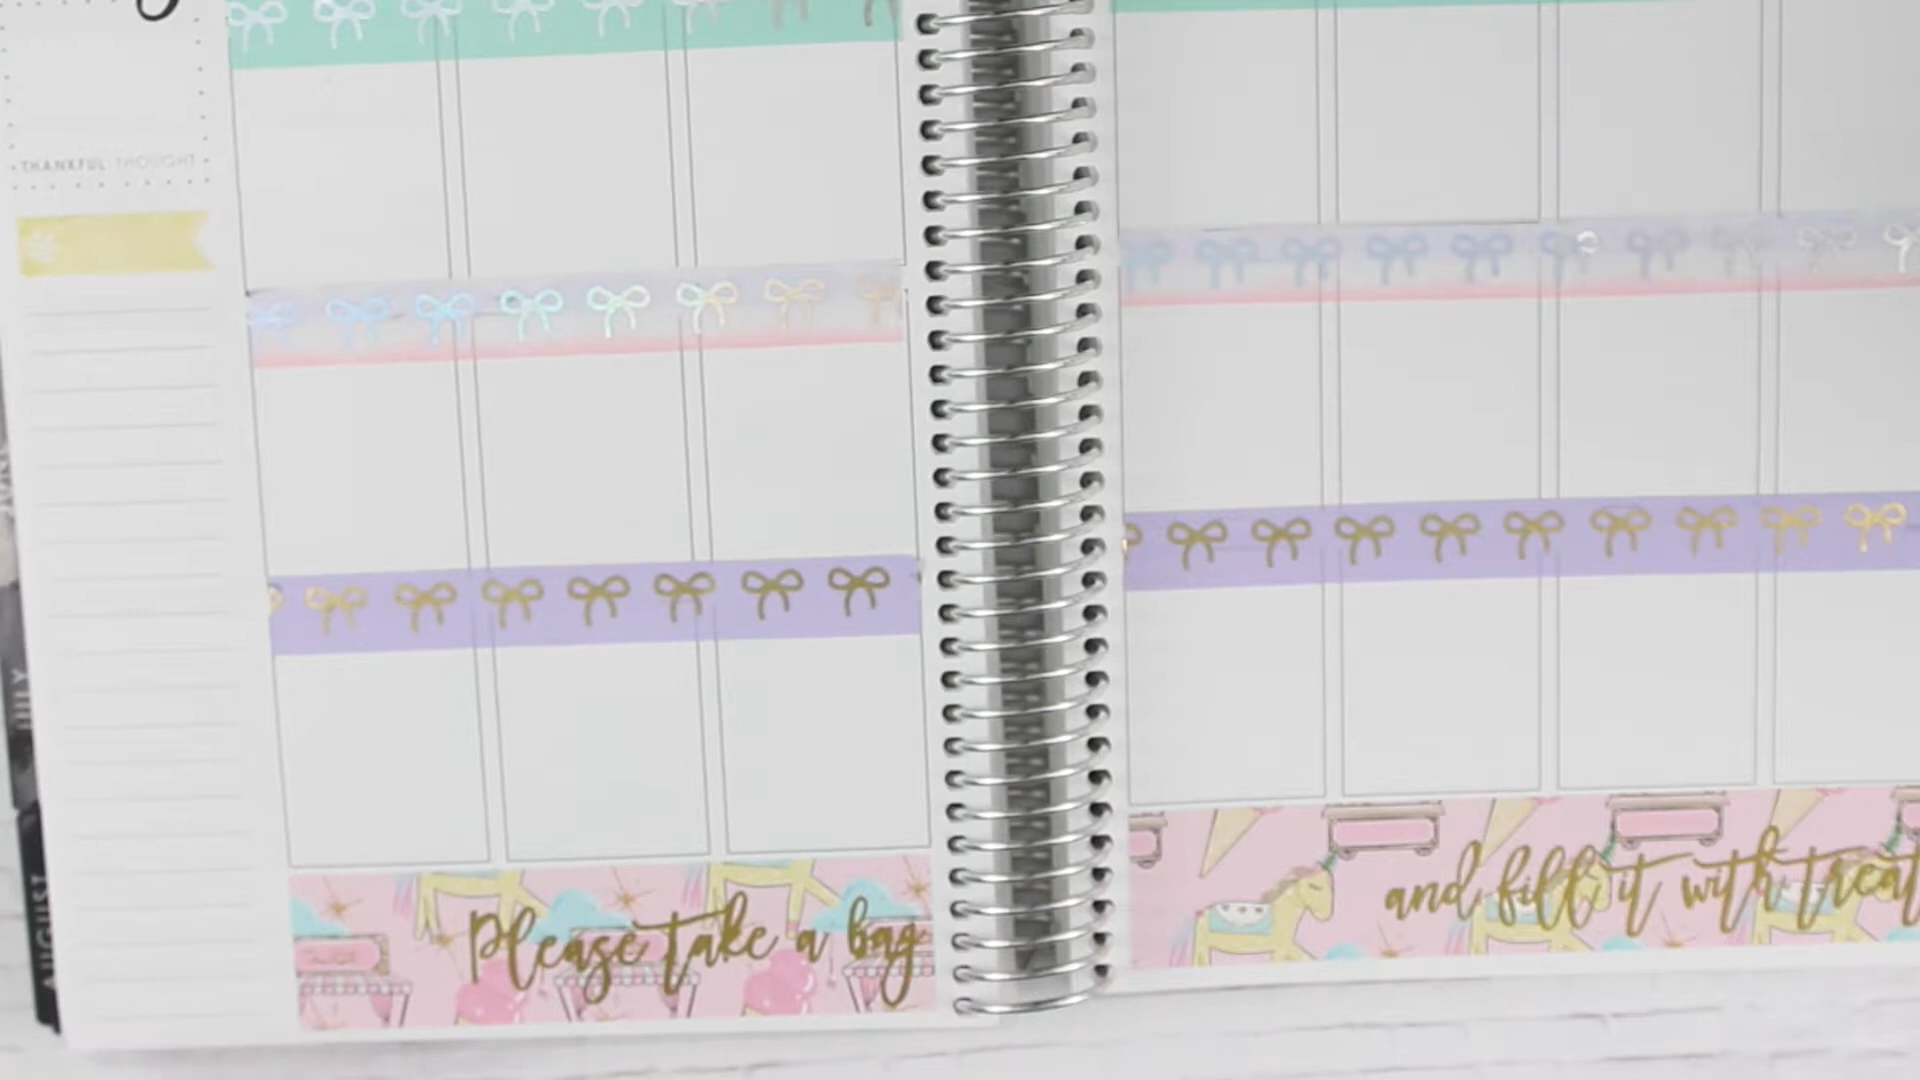 THANKFUL THOUGHT
JULY
AUGUST
Please take a bag
and fill it with treat